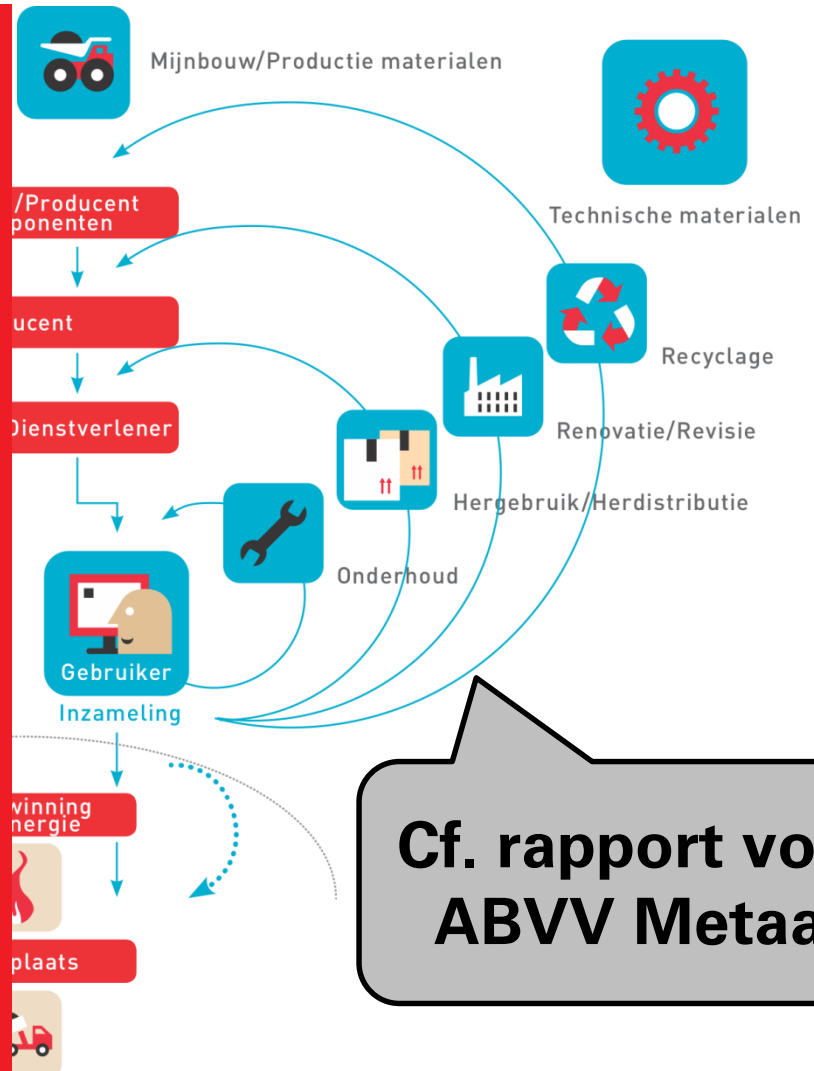 Mijnbouw/Productie materialen
/Producent
ponenten
Technische materialen
ucent
Recyclage
Dienstverlener
Renovatie/Revisie
Hergebruik/Herdistributie
Onderhoud
Gebruiker
Inzameling
winning
nergie
Cf. rapport vo
ABVV Metaa
plaats